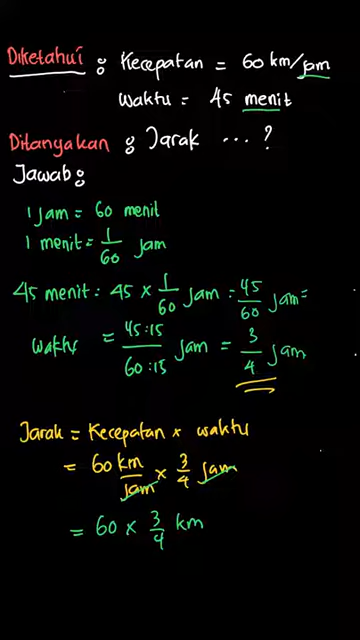 Diketahui : Kecepatan = 60 km/jam
Waktu = 45 menit
Ditanyakan : Jarak ... ?
Jawab :
1 jam = 60 menit
1 menit = 1/60 jam
45 menit = 45 × 1/60 jam = 45/60 jam =
waktu = 45:15/60:15 jam = 3/4 jam
Jarak = Kecepatan × waktu
= 60 km/jam × 3/4 jam
= 60 × 3/4 km